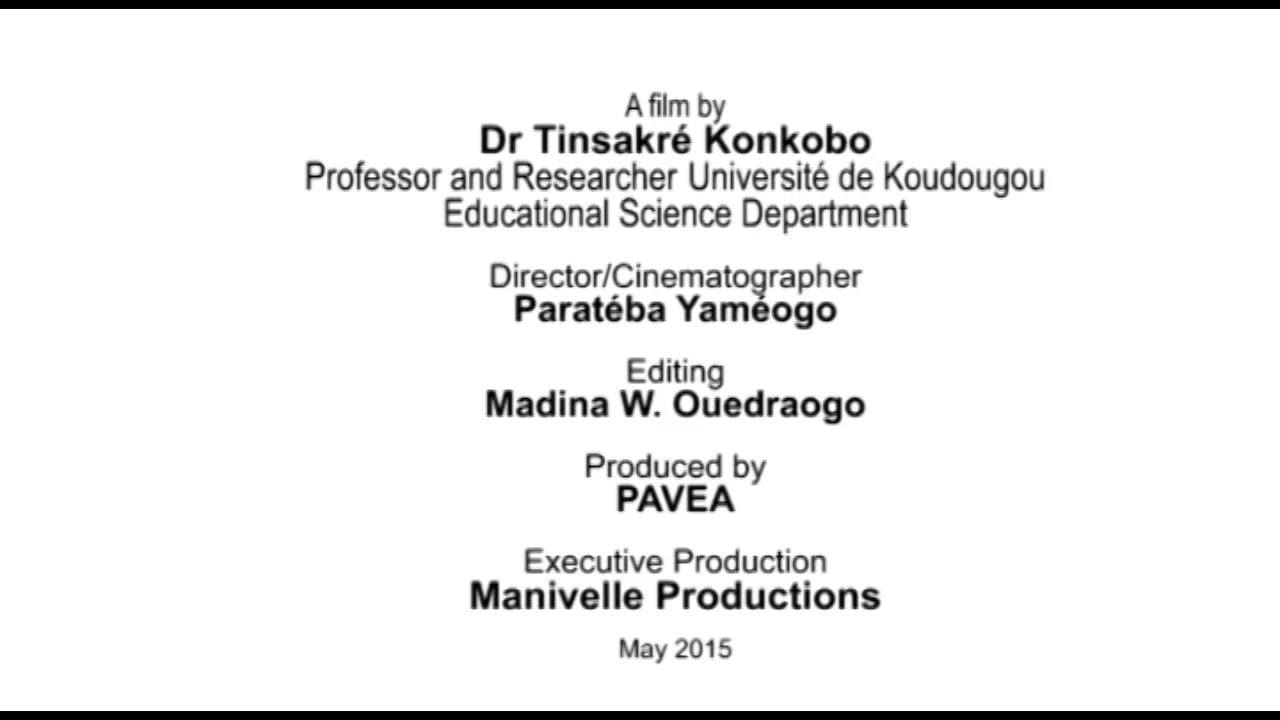 A film by
Dr Tinsakré Konkobo
Professor and Researcher Université de Koudougou
Educational Science Department
Director/Cinematographer
Paratéba Yaméogo
Editing
Madina W. Ouedraogo
Produced by
PAVEA
Executive Production
Manivelle Productions
May 2015